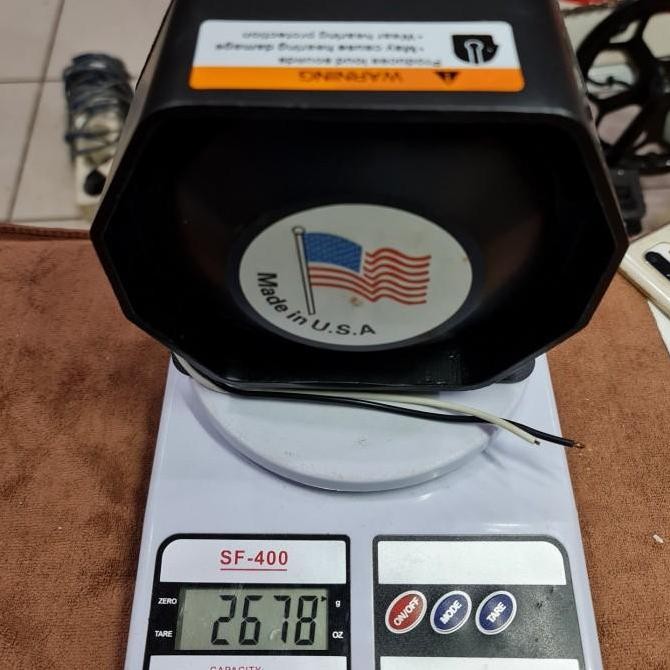 WARNING
Produces loud sounds
• May cause hearing damage
• Wear hearing protection
Made in U.S.A
SF-400
ZERO
2678 g
TARE
OZ
ON/OFF
MODE
TARE
CAPACITY: